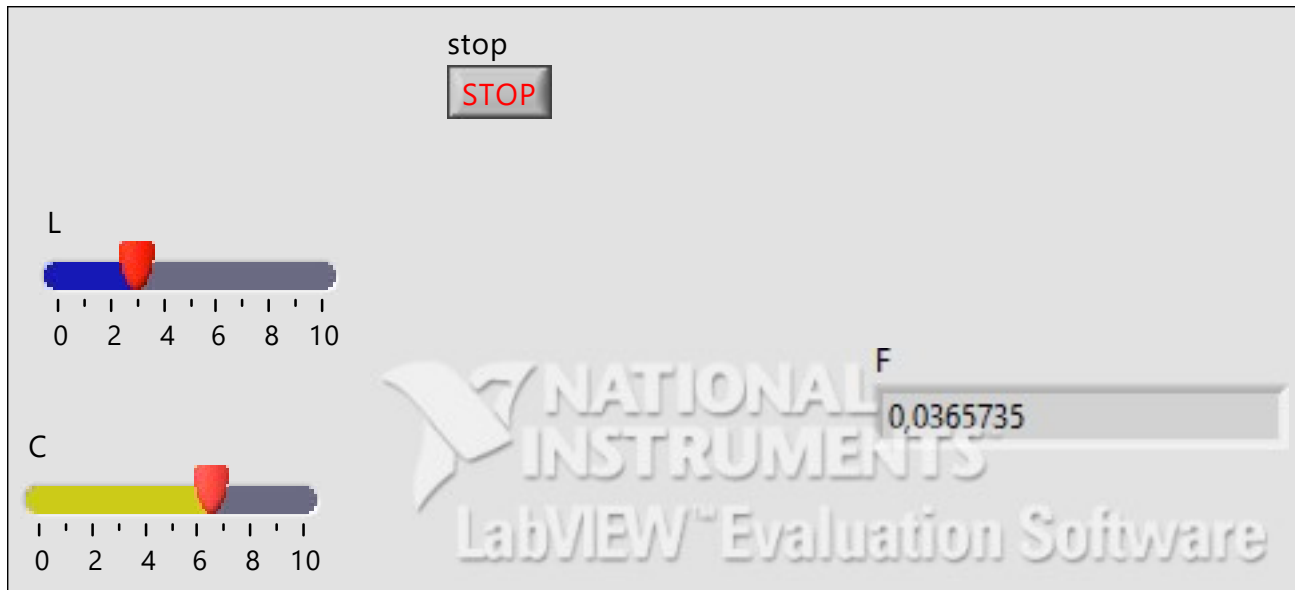 stop
STOP
L
0 2 4 6 8 10
F
0,0365735
NATIONAL
INSTRUMENTS
C
LabVIEW™ Evaluation Software
0 2 4 6 8 10